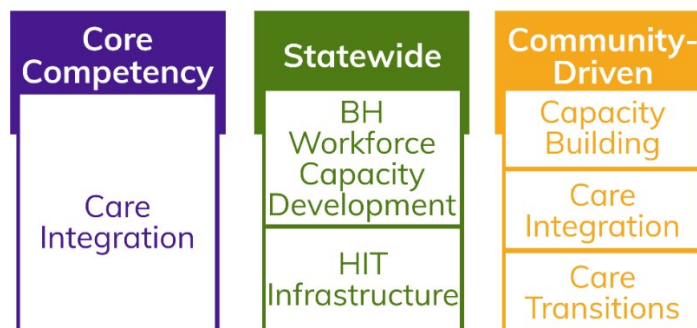 Core
Competency
Care
Integration
Statewide
BH
Workforce
Capacity
Development
HIT
Infrastructure
Community-
Driven
Capacity
Building
Care
Integration
Care
Transitions